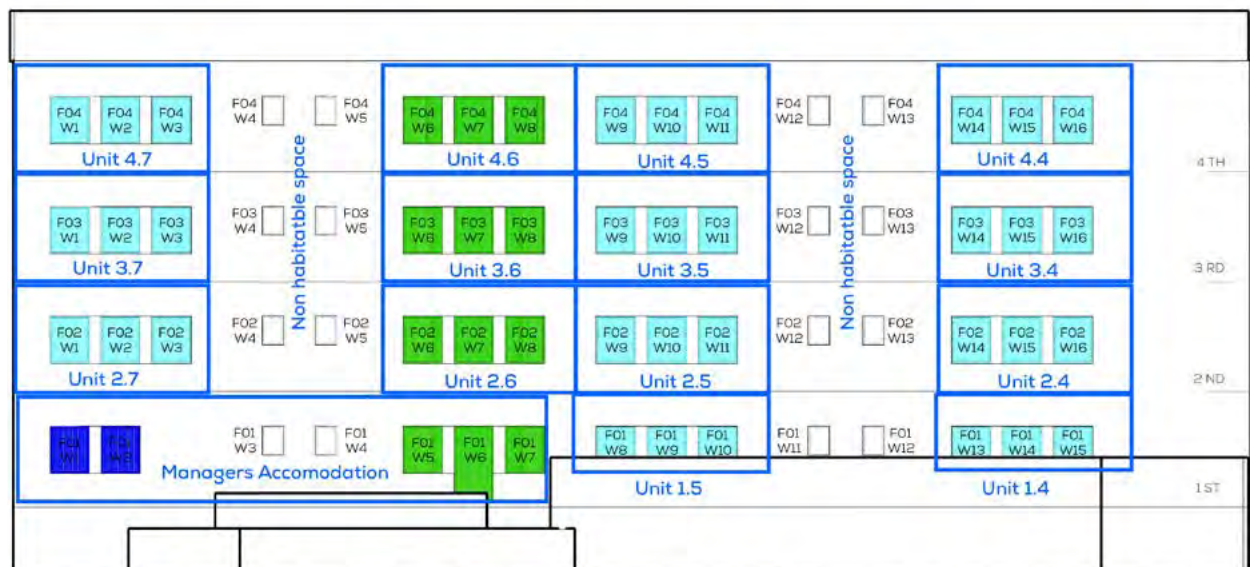 F04 W1 F04 W2 F04 W3 F04 W4 F04 W5 F04 W6 F04 W7 F04 W8 F04 W9 F04 W10 F04 W11 F04 W12 F04 W13 F04 W14 F04 W15 F04 W16
Unit 4.7 Unit 4.6 Unit 4.5 Unit 4.4
4 TH
Non habitatble space
Non habitatble space
F03 W1 F03 W2 F03 W3 F03 W4 F03 W5 F03 W6 F03 W7 F03 W8 F03 W9 F03 W10 F03 W11 F03 W12 F03 W13 F03 W14 F03 W15 F03 W16
Unit 3.7 Unit 3.6 Unit 3.5 Unit 3.4
3 RD
F02 W1 F02 W2 F02 W3 F02 W4 F02 W5 F02 W6 F02 W7 F02 W8 F02 W9 F02 W10 F02 W11 F02 W12 F02 W13 F02 W14 F02 W15 F02 W16
Unit 2.7 Unit 2.6 Unit 2.5 Unit 2.4
2 ND
F01 W1 F01 W2 F01 W3 F01 W4 F01 W5 F01 W6 F01 W7 F01 W8 F01 W9 F01 W10 F01 W11 F01 W12 F01 W13 F01 W14 F01 W15
Managers Accomodation
Unit 1.5 Unit 1.4
1 ST